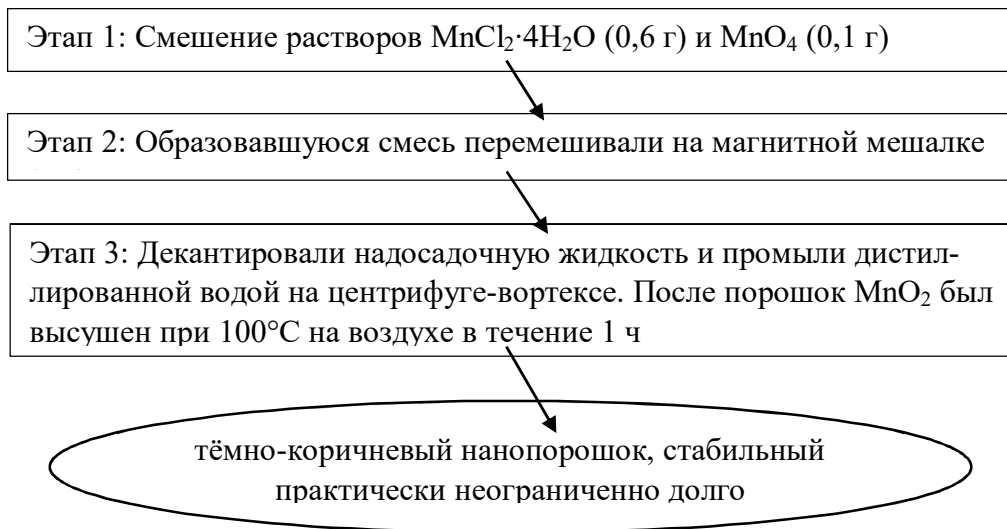 Этап 1: Смешение растворов MnCl₂·4H₂O (0,6 г) и MnO₄ (0,1 г)
Этап 2: Образовавшуюся смесь перемешивали на магнитной мешалке
Этап 3: Декантировали надосадочную жидкость и промыли дистил-
лированной водой на центрифуге-вортексе. После порошок MnO₂ был
высушен при 100°С на воздухе в течение 1 ч
тёмно-коричневый нанопорошок, стабильный
практически неограниченно долго